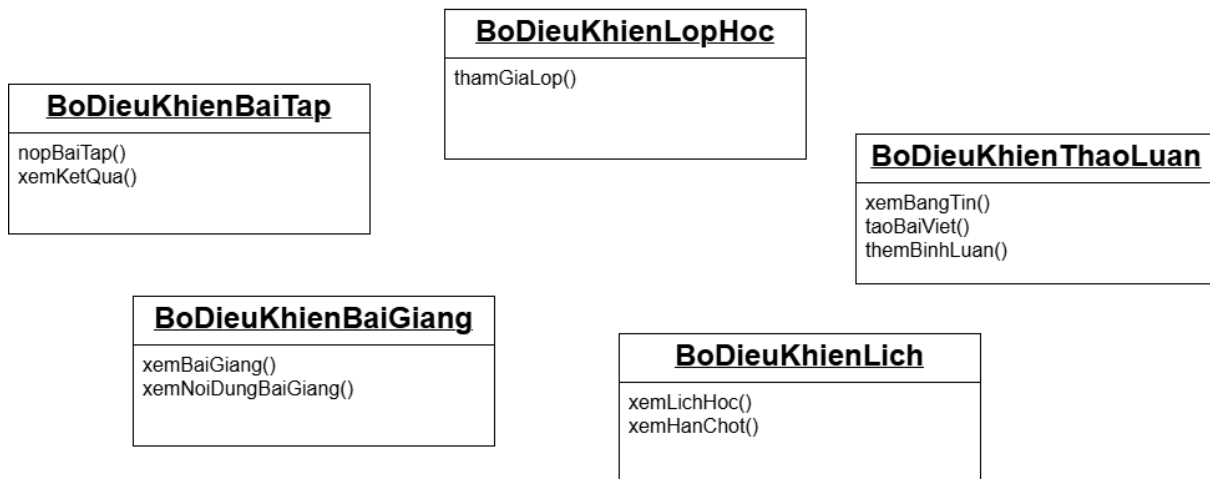 BoDieuKhienLopHoc
thamGiaLop()
BoDieuKhienBaiTap
nopBaiTap()
xemKetQua()
BoDieuKhienThaoLuan
xemBangTin()
taoBaiViet()
themBinhLuan()
BoDieuKhienBaiGiang
xemBaiGiang()
xemNoiDungBaiGiang()
BoDieuKhienLich
xemLichHoc()
xemHanChot()